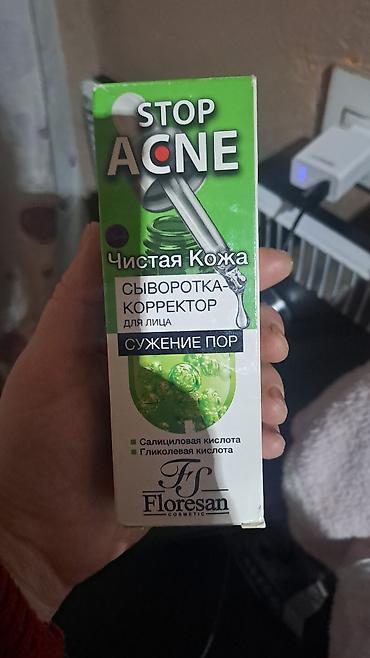 STOP
ACNE
Чистая Кожа
СЫВОРОТКА-
КОРРЕКТОР
ДЛЯ ЛИЦА
СУЖЕНИЕ ПОР
Салициловая кислота
Гликолевая кислота
FS
Floresan
COSMETIC